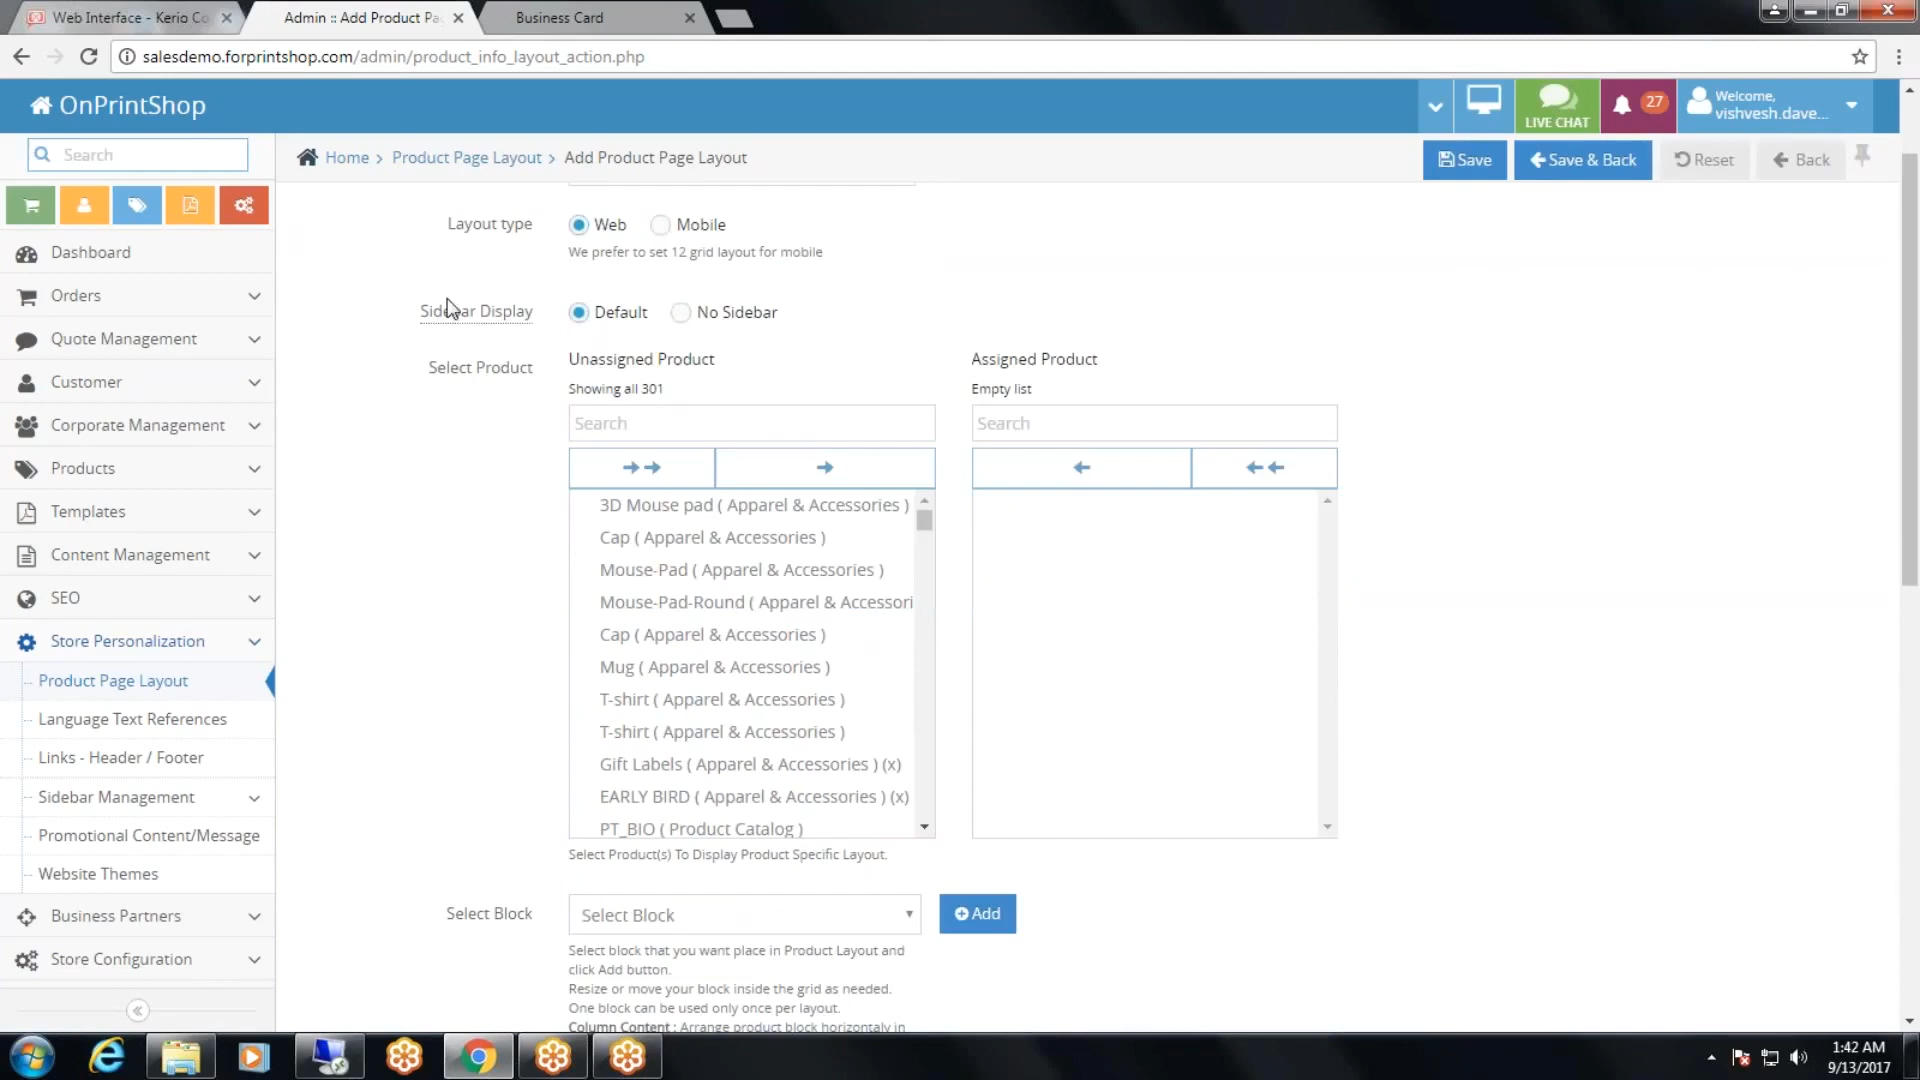 Web Interface - Kerio Co
Admin :: Add Product Pa
Business Card
salesdemo.forprintshop.com/admin/product_info_layout_action.php
OnPrintShop
LIVE CHAT
27
Welcome,
vishvesh.dave...
Search
Home > Product Page Layout > Add Product Page Layout
Save
Save & Back
Reset
Back
Dashboard
Orders
Quote Management
Customer
Corporate Management
Products
Templates
Content Management
SEO
Store Personalization
Product Page Layout
Language Text References
Links - Header / Footer
Sidebar Management
Promotional Content/Message
Website Themes
Business Partners
Store Configuration
Layout type
Web
Mobile
We prefer to set 12 grid layout for mobile
Sidebar Display
Default
No Sidebar
Select Product
Unassigned Product
Showing all 301
Search
3D Mouse pad ( Apparel & Accessories )
Cap ( Apparel & Accessories )
Mouse-Pad ( Apparel & Accessories )
Mouse-Pad-Round ( Apparel & Accessori
Cap ( Apparel & Accessories )
Mug ( Apparel & Accessories )
T-shirt ( Apparel & Accessories )
T-shirt ( Apparel & Accessories )
Gift Labels ( Apparel & Accessories ) (x)
EARLY BIRD ( Apparel & Accessories ) (x)
PT_BIO ( Product Catalog )
Assigned Product
Empty list
Search
Select Product(s) To Display Product Specific Layout.
Select Block
Select Block
Add
Select block that you want place in Product Layout and
click Add button.
Resize or move your block inside the grid as needed.
One block can be used only once per layout.
Column Content : Arrange product block horizontaly in
1:42 AM
9/13/2017